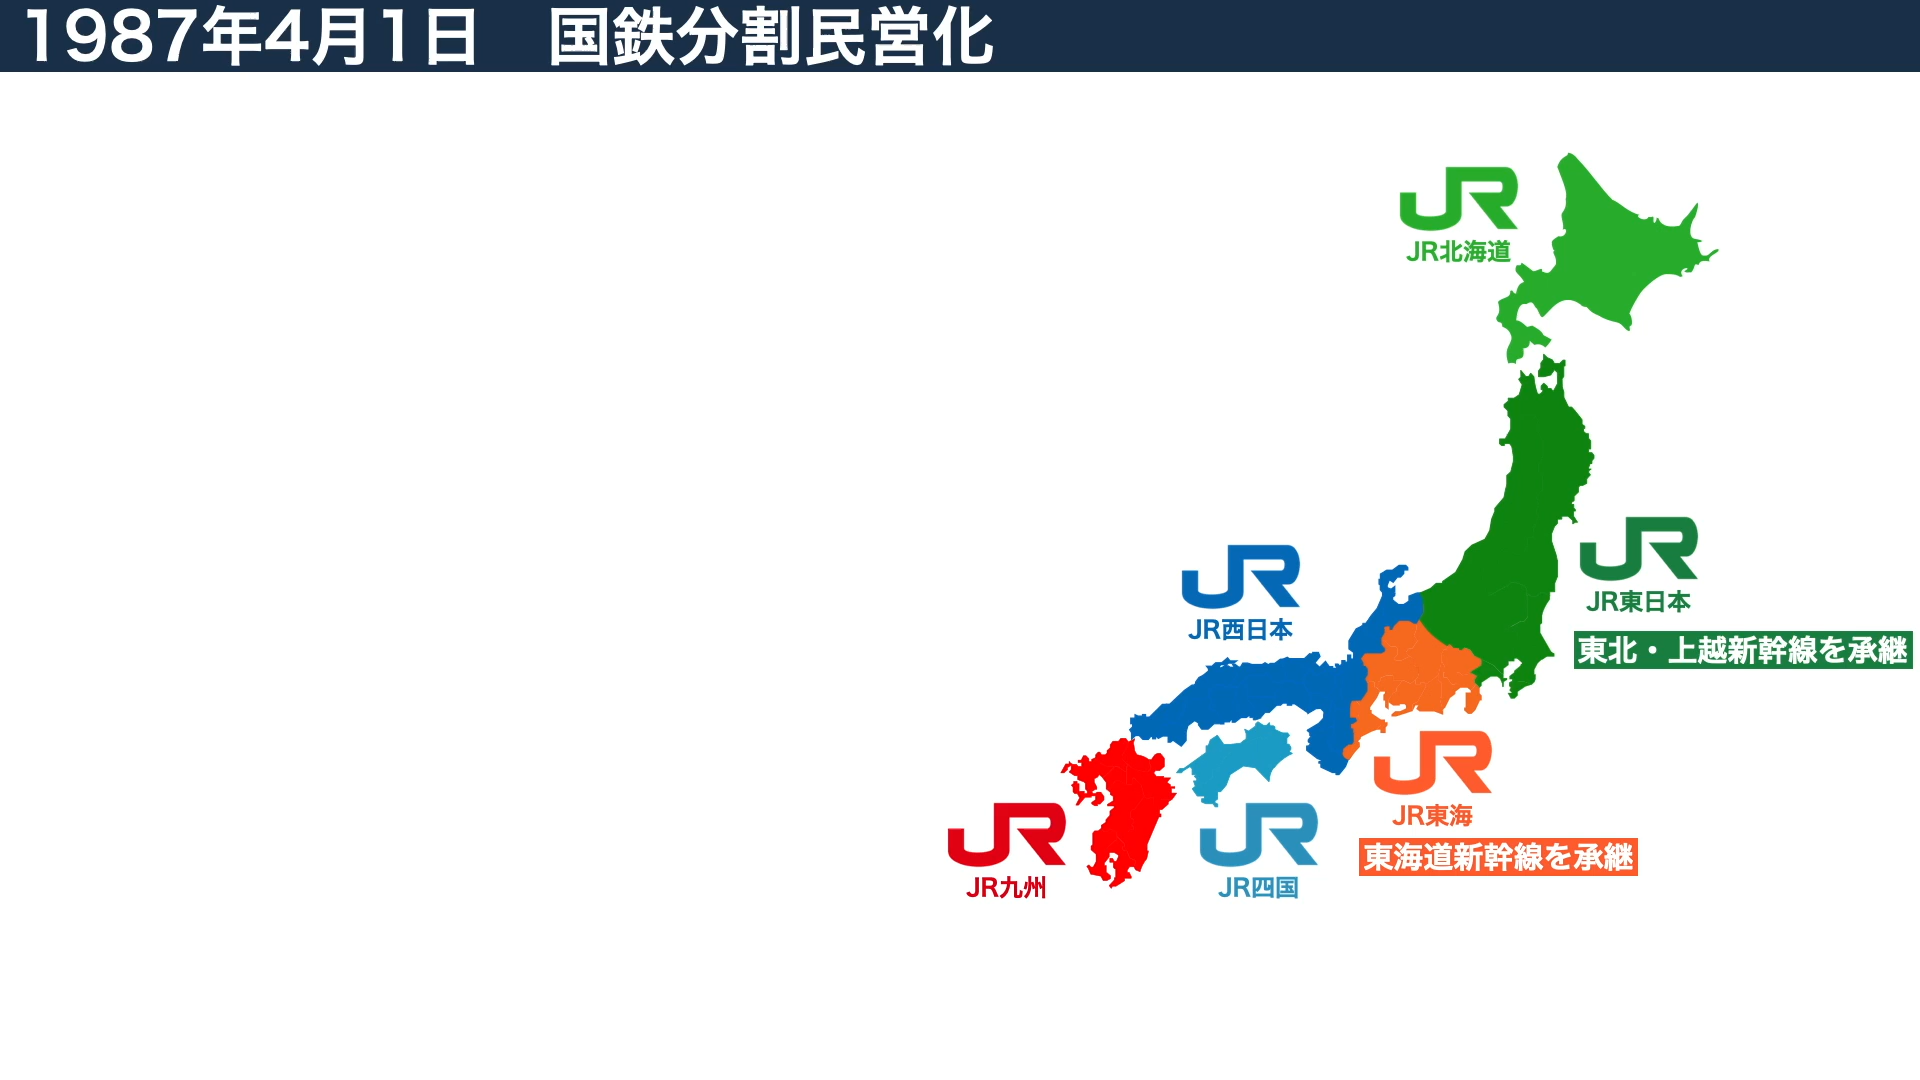 1987年4月1日　国鉄分割民営化
JR
JR北海道
JR
JR東日本
東北・上越新幹線を承継
JR
JR西日本
JR
JR東海
東海道新幹線を承継
JR
JR四国
JR
JR九州